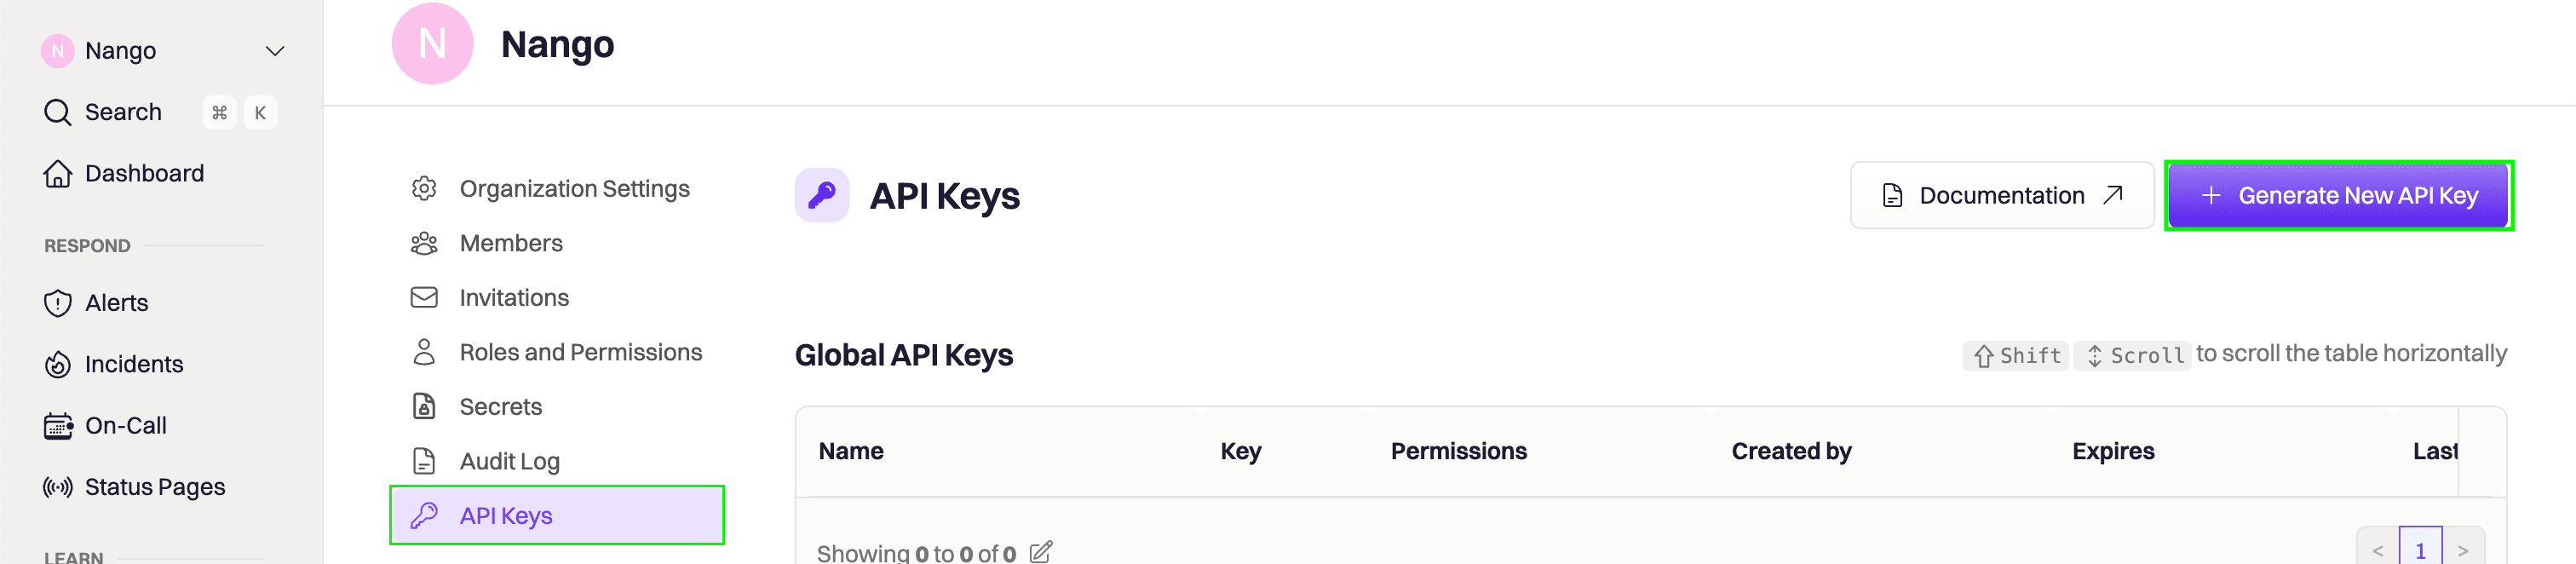 N Nango
Search ⌘ K
Dashboard
RESPOND
Alerts
Incidents
On-Call
Status Pages
LEARN
N Nango
Organization Settings
Members
Invitations
Roles and Permissions
Secrets
Audit Log
API Keys
API Keys
Documentation
+ Generate New API Key
Global API Keys
Shift Scroll to scroll the table horizontally
Name Key Permissions Created by Expires Last
Showing 0 to 0 of 0
< 1 >